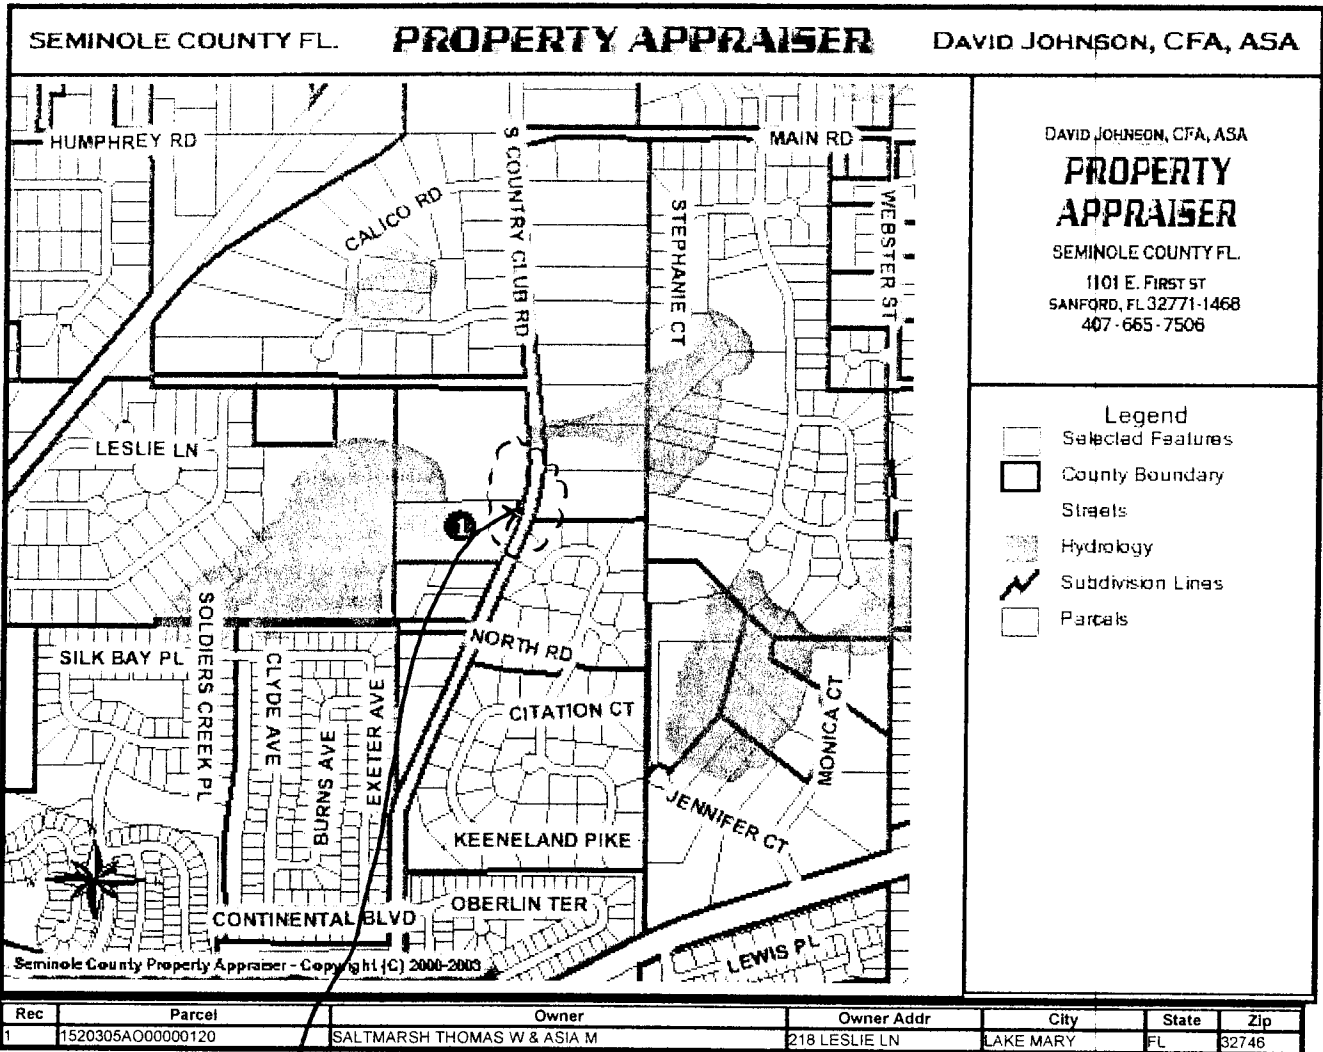 SEMINOLE COUNTY FL. PROPERTY APPRAISER DAVID JOHNSON, CFA, ASA
HUMPHREY RD
CALICO RD
S COUNTRY CLUB RD
MAIN RD
STEPHANIE CT
WEBSTER ST
LESLIE LN
1
SOLDIERS CREEK PL
SILK BAY PL
CLYDE AVE
BURNS AVE
EXETER AVE
NORTH RD
CITATION CT
MONICA CT
JENNIFER CT
KEENELAND PIKE
CONTINENTAL BLVD
OBERLIN TER
LEWIS PL
Seminole County Property Appraiser - Copyright (C) 2000-2003
DAVID JOHNSON, CFA, ASA
PROPERTY
APPRAISER
SEMINOLE COUNTY FL.
1101 E. FIRST ST
SANFORD, FL 32771-1468
407-665-7506
Legend
Selected Features
County Boundary
Streets
Hydrology
Subdivision Lines
Parcels
Rec Parcel Owner Owner Addr City State Zip
1 1520305AO00000120 SALTMARSH THOMAS W & ASIA M 218 LESLIE LN LAKE MARY FL 32746